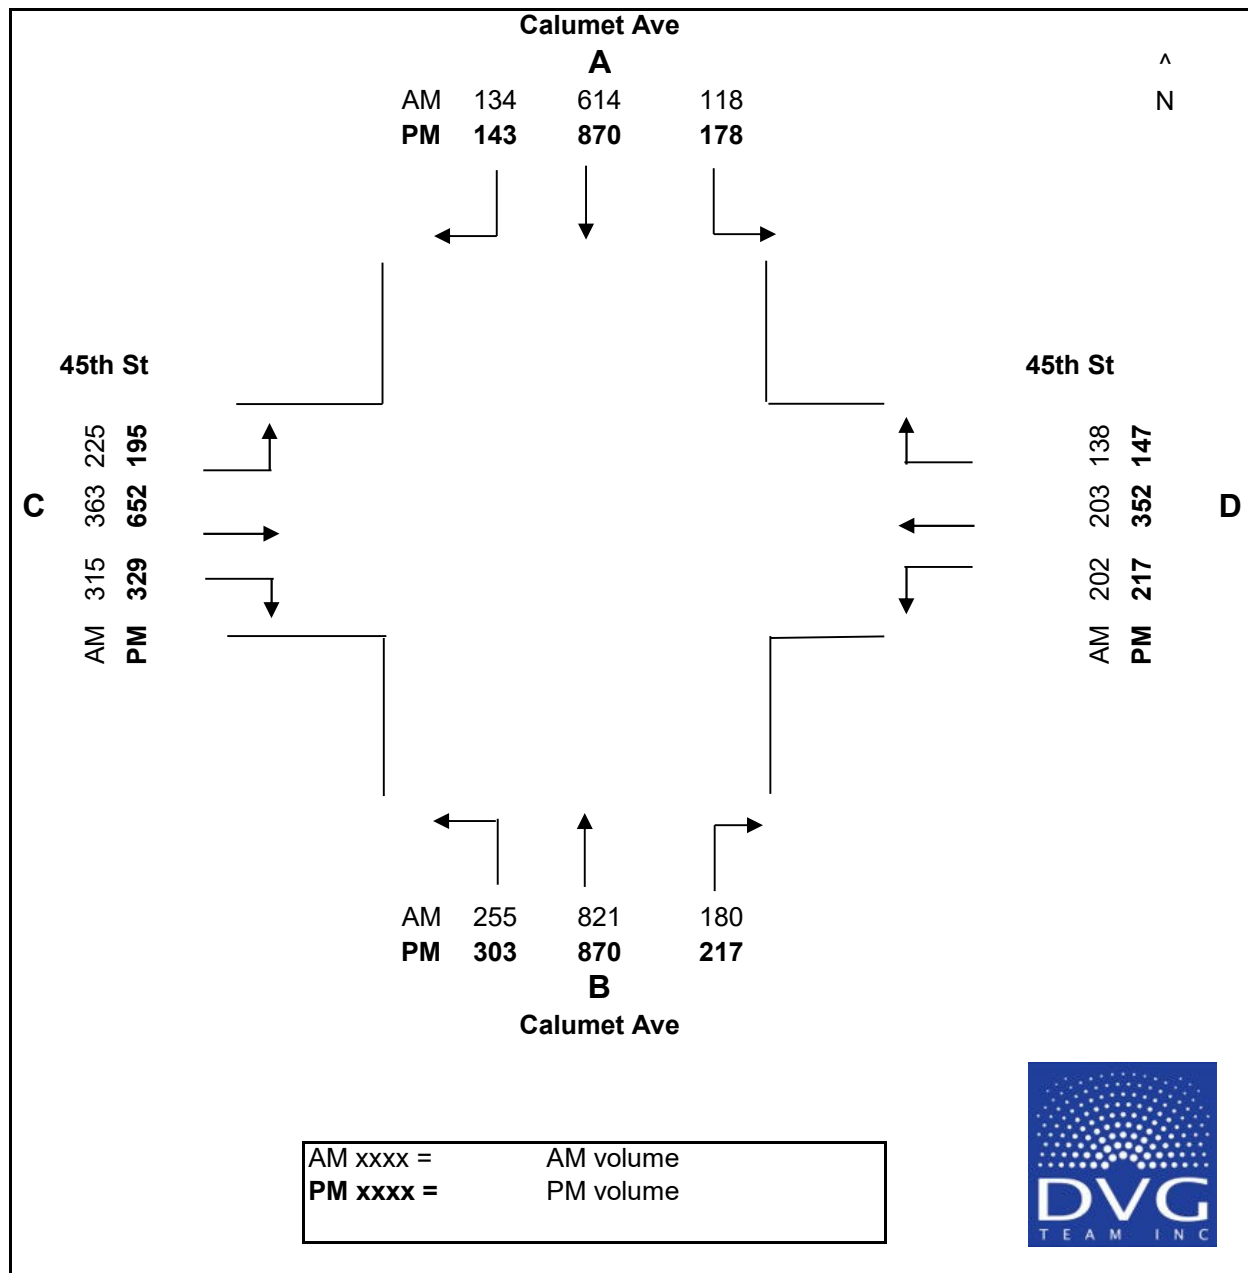 Calumet Ave
A
^
N
AM 134 614 118
PM 143 870 178
45th St
45th St
C
AM 315 363 225
PM 329 652 195
AM 202 203 138
PM 217 352 147
D
AM 255 821 180
PM 303 870 217
B
Calumet Ave
AM xxxx = AM volume
PM xxxx = PM volume
DVG
TEAM INC